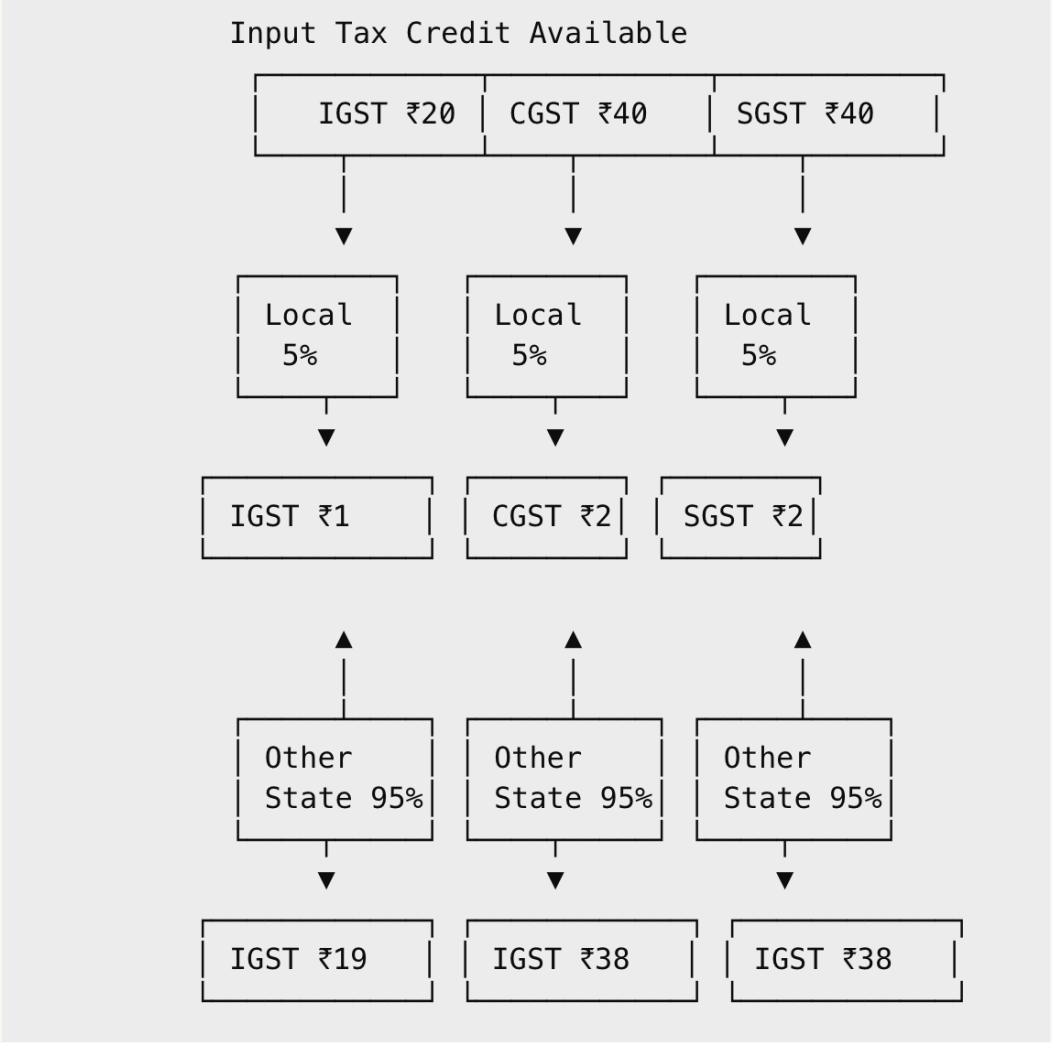 Input Tax Credit Available
IGST ₹20 CGST ₹40 SGST ₹40
Local Local Local
5% 5% 5%
IGST ₹1 CGST ₹2 SGST ₹2
Other Other Other
State 95% State 95% State 95%
IGST ₹19 IGST ₹38 IGST ₹38